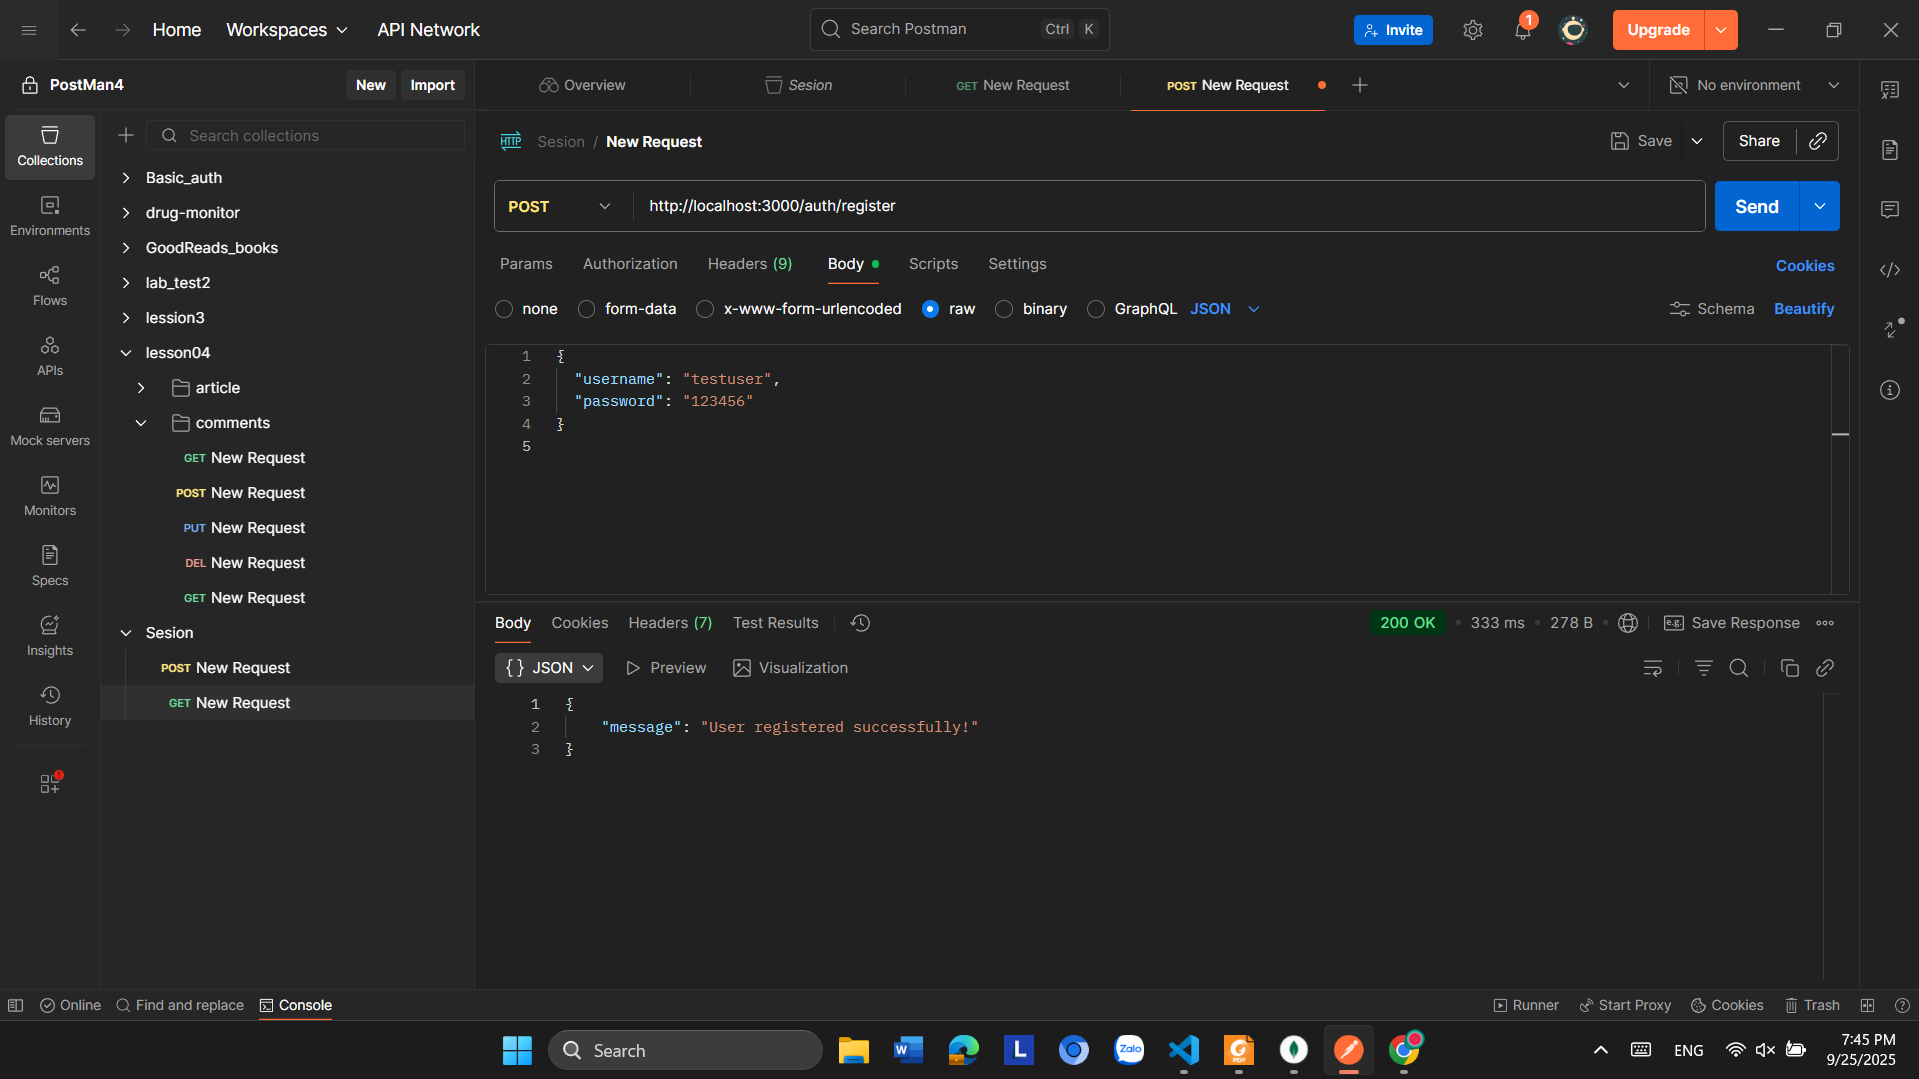 Home
Workspaces
API Network
Search Postman
Ctrl K
Invite
1
Upgrade
PostMan4
New
Import
Overview
Sesion
GET New Request
POST New Request
No environment
Collections
Environments
Flows
APIs
Mock servers
Monitors
Specs
Insights
History
Search collections
Basic_auth
drug-monitor
GoodReads_books
lab_test2
lession3
lesson04
article
comments
GET New Request
POST New Request
PUT New Request
DEL New Request
GET New Request
Sesion
POST New Request
GET New Request
HTTP Sesion / New Request
Save
Share
POST
http://localhost:3000/auth/register
Send
Params
Authorization
Headers (9)
Body
Scripts
Settings
Cookies
none
form-data
x-www-form-urlencoded
raw
binary
GraphQL
JSON
Schema
Beautify
1 {
2 "username": "testuser",
3 "password": "123456"
4 }
5
Body
Cookies
Headers (7)
Test Results
200 OK
333 ms
278 B
e.g. Save Response
{} JSON
Preview
Visualization
1 {
2 "message": "User registered successfully!"
3 }
Online
Find and replace
Console
Runner
Start Proxy
Cookies
Trash
Search
W
L
Zalo
PDF
ENG
7:45 PM
9/25/2025